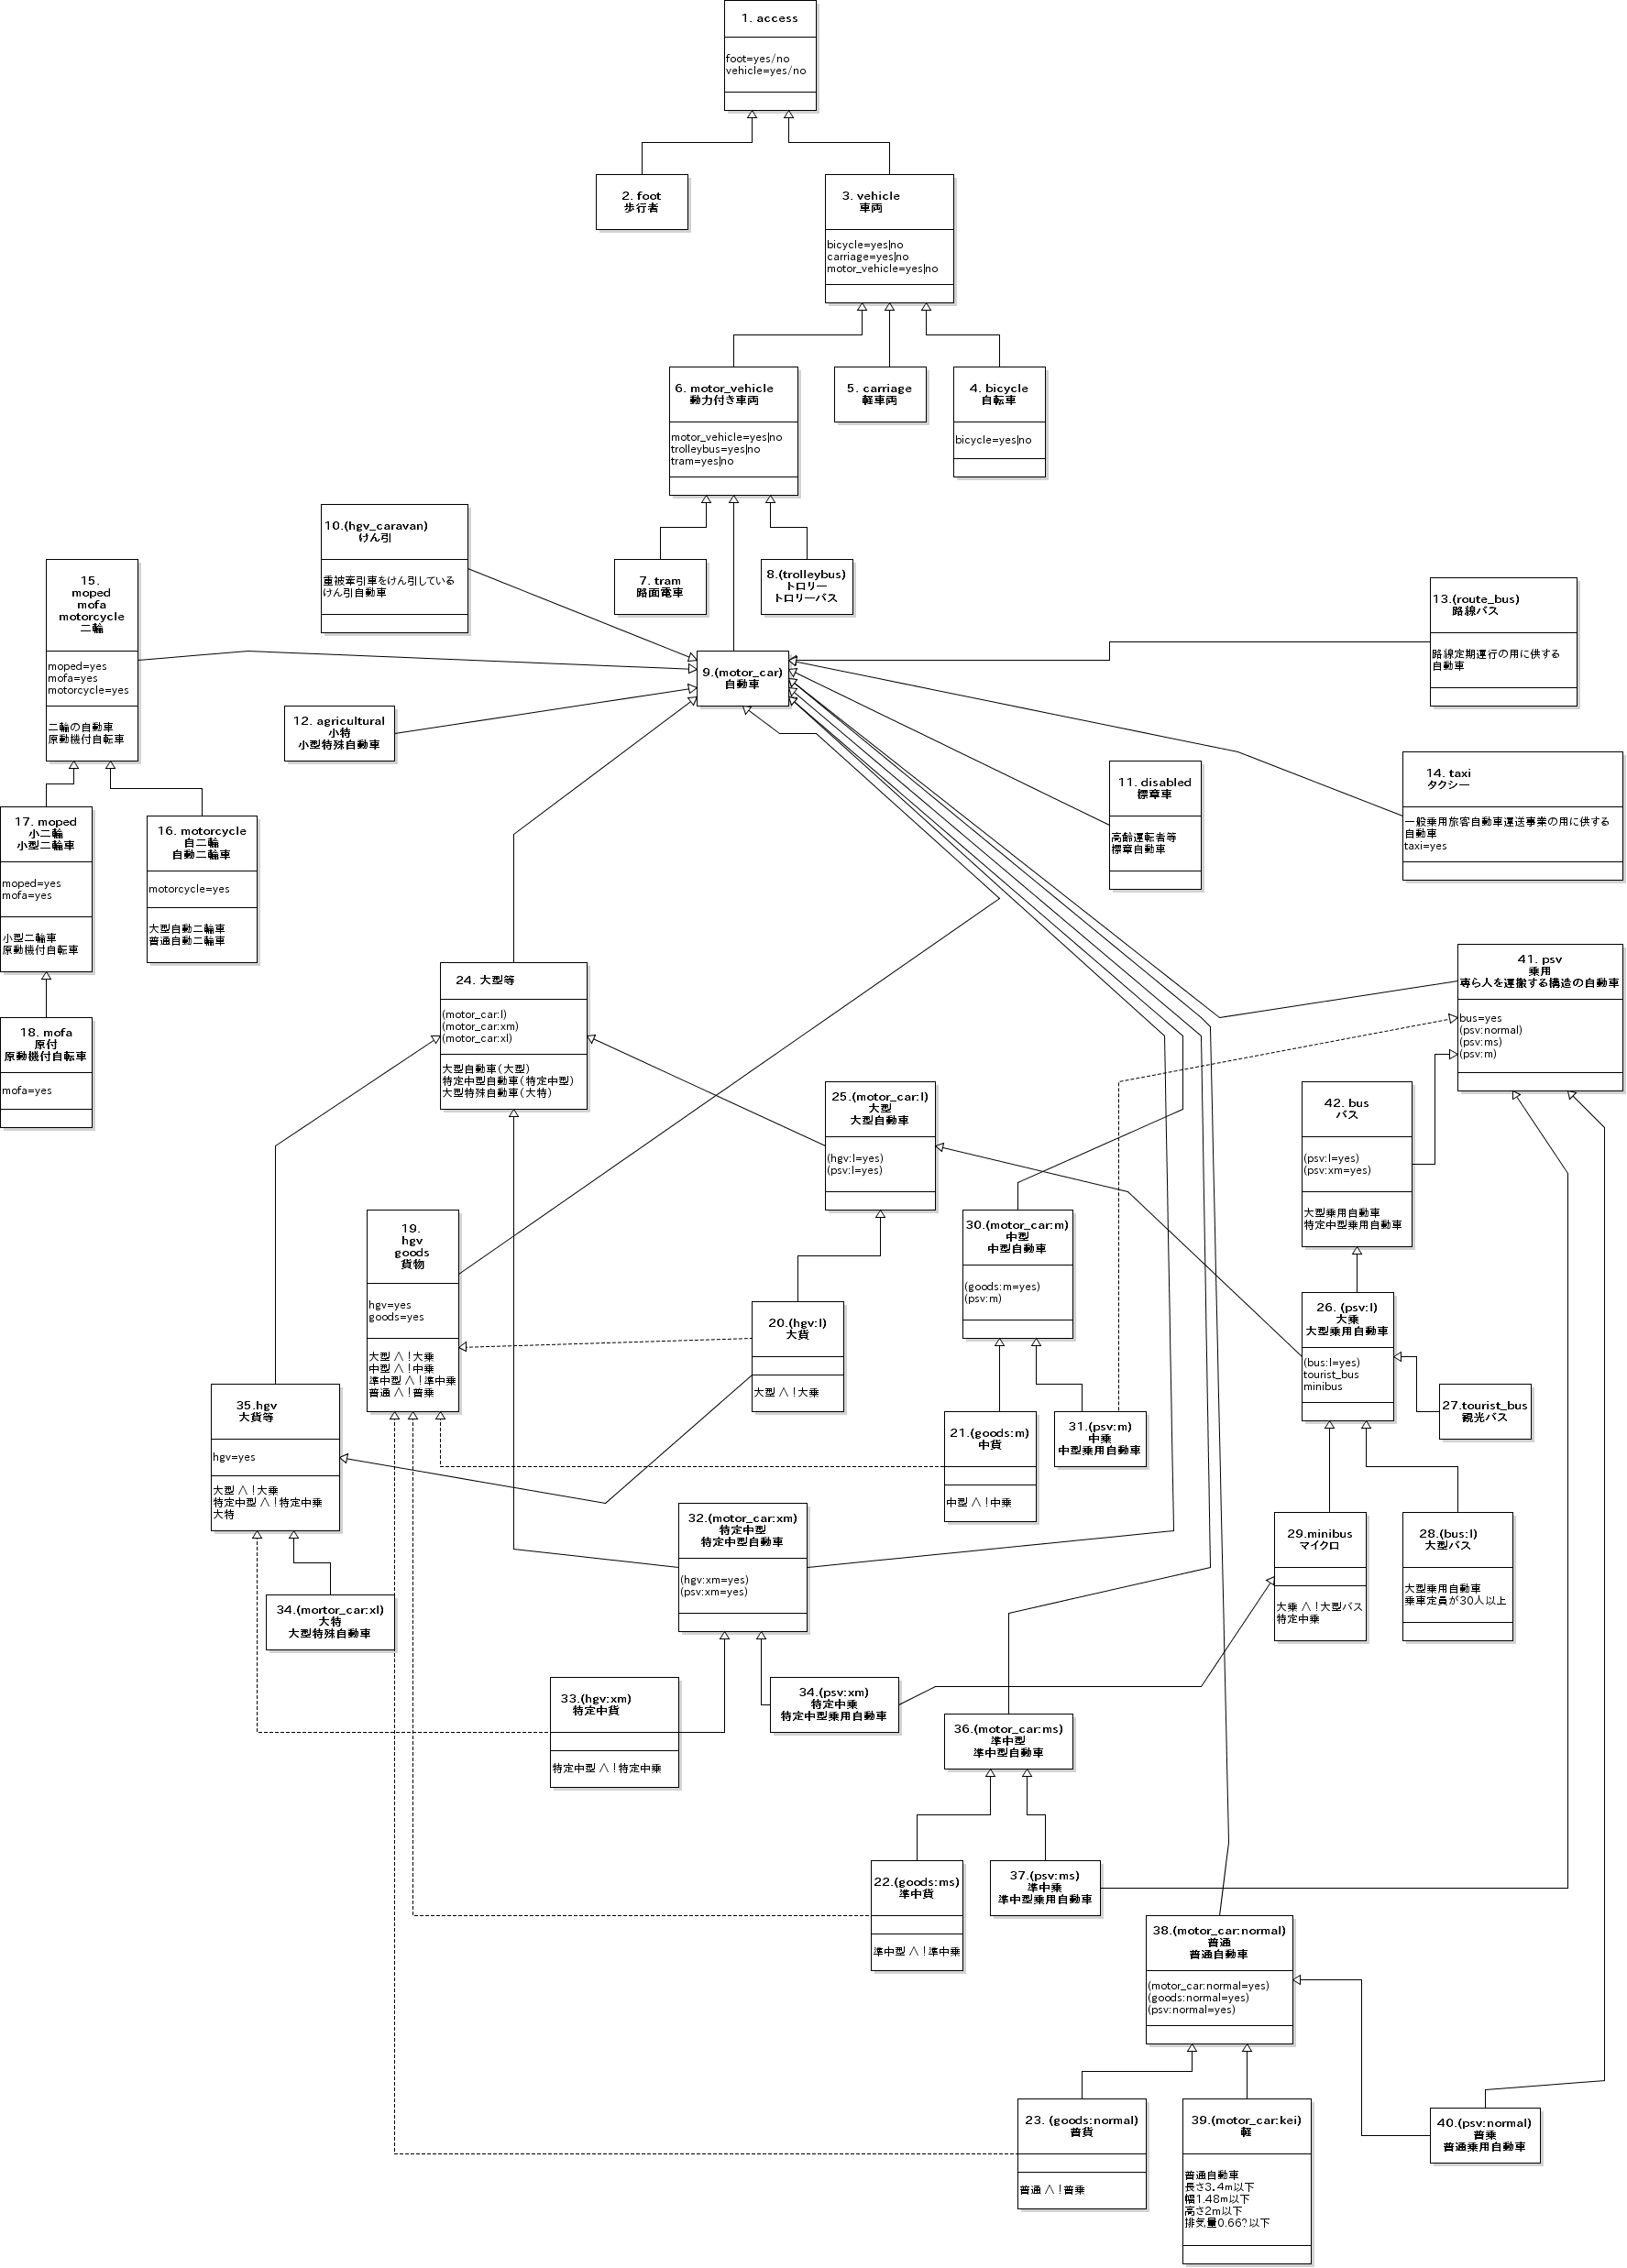 1. access
foot=yes/no
vehicle=yes/no
2. foot
歩行者
3. vehicle
車両
bicycle=yes|no
carriage=yes|no
motor_vehicle=yes|no
6. motor_vehicle
動力付き車両
motor_vehicle=yes|no
trolleybus=yes|no
tram=yes|no
5. carriage
軽車両
4. bicycle
自転車
bicycle=yes|no
10.(hgv_caravan)
けん引
重被牽引車をけん引している
けん引自動車
7. tram
路面電車
8.(trolleybus)
トロリー
トロリーバス
15.
moped
mofa
motorcycle
二輪
moped=yes
mofa=yes
motorcycle=yes
二輪の自動車
原動機付自転車
13.(route_bus)
路線バス
路線定期運行の用に供する
自動車
9.(motor_car)
自動車
12. agricultural
小特
小型特殊自動車
11. disabled
標章車
高齢運転者等
標章自動車
14. taxi
タクシー
一般乗用旅客自動車運送事業の用に供する
自動車
taxi=yes
17. moped
小二輪
小型二輪車
moped=yes
mofa=yes
小型二輪車
原動機付自転車
16. motorcycle
自二輪
自動二輪車
motorcycle=yes
大型自動二輪車
普通自動二輪車
18. mofa
原付
原動機付自転車
mofa=yes
24. 大型等
(motor_car:l)
(motor_car:xm)
(motor_car:xl)
大型自動車(大型)
特定中型自動車(特定中型)
大型特殊自動車(大特)
41. psv
乗用
専ら人を運搬する構造の自動車
bus=yes
(psv:normal)
(psv:ms)
(psv:m)
25.(motor_car:l)
大型
大型自動車
(hgv:l=yes)
(psv:l=yes)
42. bus
バス
(psv:l=yes)
(psv:xm=yes)
大型乗用自動車
特定中型乗用自動車
19.
hgv
goods
貨物
hgv=yes
goods=yes
大型 ∧ ! 大乗
中型 ∧ ! 中乗
準中型 ∧ ! 準中乗
普通 ∧ ! 普乗
30.(motor_car:m)
中型
中型自動車
(goods:m=yes)
(psv:m)
20.(hgv:l)
大貨
大型 ∧ ! 大乗
26. (psv:l)
大乗
大型乗用自動車
(bus:l=yes)
tourist_bus
minibus
27.tourist_bus
観光バス
35.hgv
大貨等
hgv=yes
大型 ∧ ! 大乗
特定中型 ∧ ! 特定中乗
大特
21.(goods:m)
中貨
中型 ∧ ! 中乗
31.(psv:m)
中乗
中型乗用自動車
32.(motor_car:xm)
特定中型
特定中型自動車
(hgv:xm=yes)
(psv:xm=yes)
29.minibus
マイクロ
大乗 ∧ ! 大型バス
特定中乗
28.(bus:l)
大型バス
大型乗用自動車
乗車定員が30人以上
34.(mortor_car:xl)
大特
大型特殊自動車
33.(hgv:xm)
特定中貨
特定中型 ∧ ! 特定中乗
34.(psv:xm)
特定中乗
特定中型乗用自動車
36.(motor_car:ms)
準中型
準中型自動車
22.(goods:ms)
準中貨
準中型 ∧ ! 準中乗
37.(psv:ms)
準中乗
準中型乗用自動車
38.(motor_car:normal)
普通
普通自動車
(motor_car:normal=yes)
(goods:normal=yes)
(psv:normal=yes)
23. (goods:normal)
普貨
普通 ∧ ! 普乗
39.(motor_car:kei)
軽
普通自動車
長さ3.4m以下
幅1.48m以下
高さ2m以下
排気量0.66?以下
40.(psv:normal)
普乗
普通乗用自動車